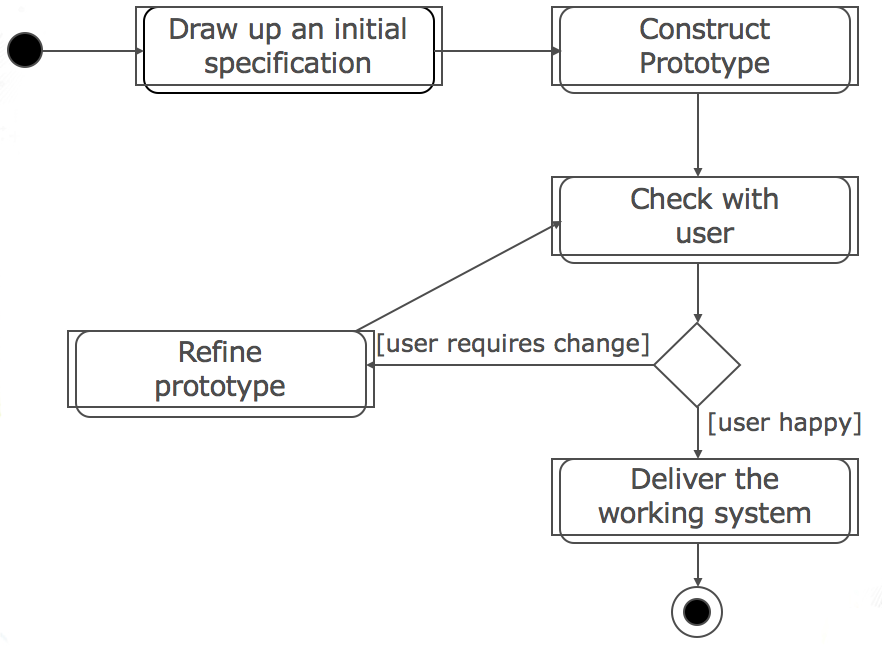 Draw up an initial
specification
Construct
Prototype
Check with
user
Refine
prototype
[user requires change]
[user happy]
Deliver the
working system